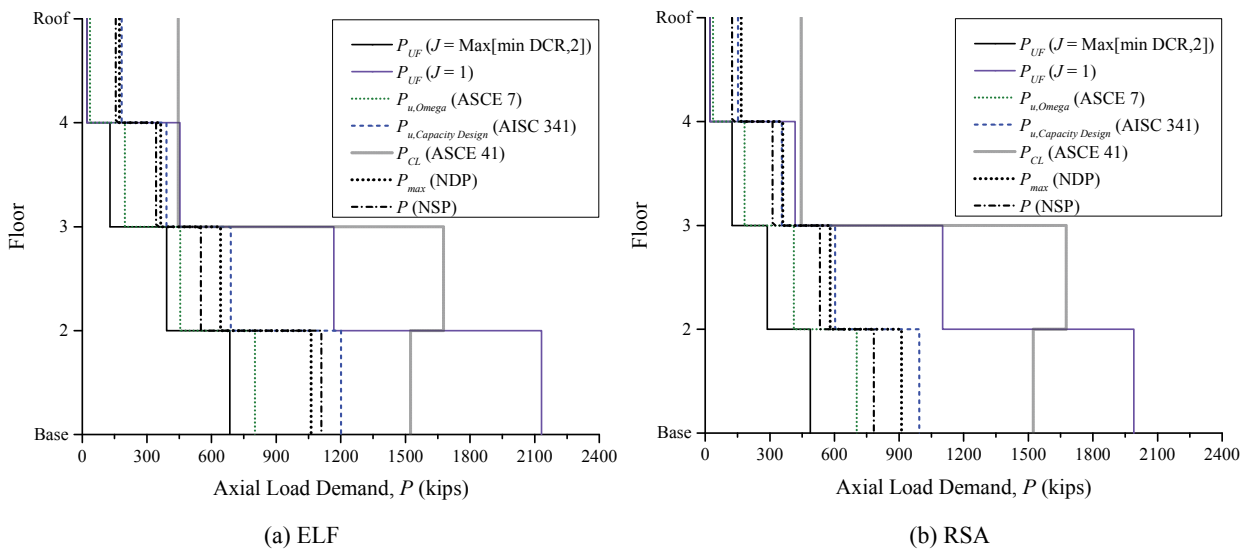 Roof
4
3
2
Base
Floor
0 300 600 900 1200 1500 1800 2100 2400
Axial Load Demand, P (kips)
P_UF (J = Max[min DCR,2])
P_UF (J = 1)
P_u,Omega (ASCE 7)
P_u,Capacity Design (AISC 341)
P_CL (ASCE 41)
P_max (NDP)
P (NSP)
(a) ELF
Roof
4
3
2
Base
Floor
0 300 600 900 1200 1500 1800 2100 2400
Axial Load Demand, P (kips)
P_UF (J = Max[min DCR,2])
P_UF (J = 1)
P_u,Omega (ASCE 7)
P_u,Capacity Design (AISC 341)
P_CL (ASCE 41)
P_max (NDP)
P (NSP)
(b) RSA